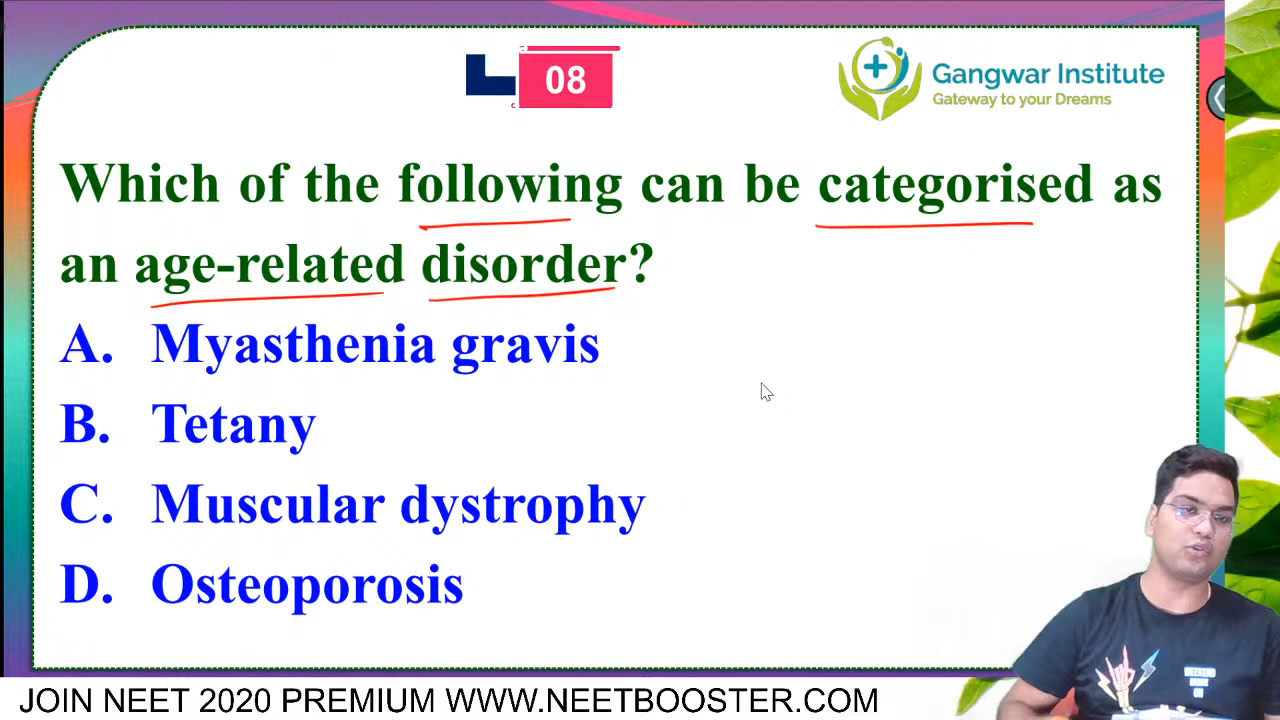 08
Gangwar Institute
Gateway to your Dreams
Which of the following can be categorised as
an age-related disorder?
A. Myasthenia gravis
B. Tetany
C. Muscular dystrophy
D. Osteoporosis
JOIN NEET 2020 PREMIUM WWW.NEETBOOSTER.COM